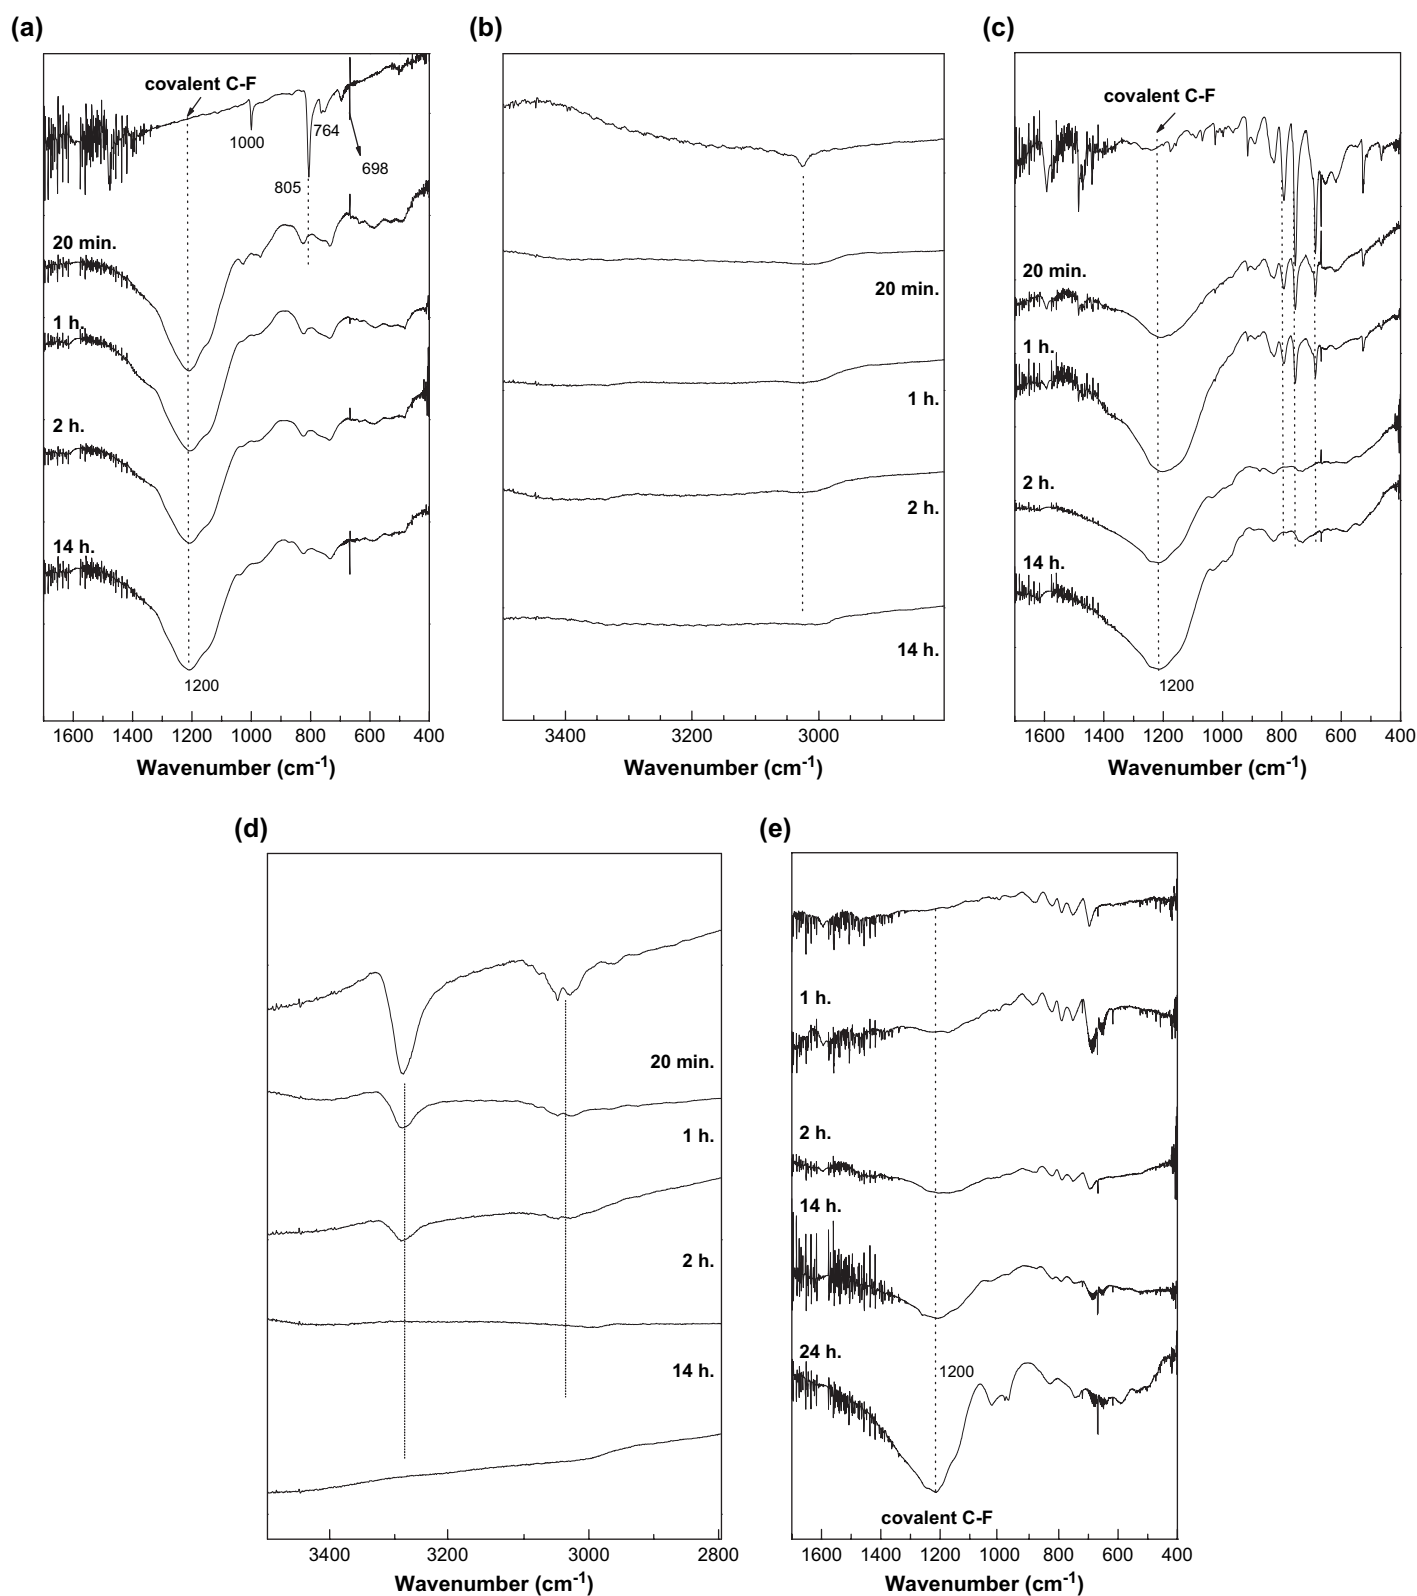 (a)
covalent C-F
1000
764
698
805
20 min.
1 h.
2 h.
14 h.
1200
1600 1400 1200 1000 800 600 400
Wavenumber (cm-1)
(b)
20 min.
1 h.
2 h.
14 h.
3400 3200 3000
Wavenumber (cm-1)
(c)
covalent C-F
20 min.
1 h.
2 h.
14 h.
1200
1600 1400 1200 1000 800 600 400
Wavenumber (cm-1)
(d)
20 min.
1 h.
2 h.
14 h.
3400 3200 3000 2800
Wavenumber (cm-1)
(e)
1 h.
2 h.
14 h.
24 h.
1200
covalent C-F
1600 1400 1200 1000 800 600 400
Wavenumber (cm-1)